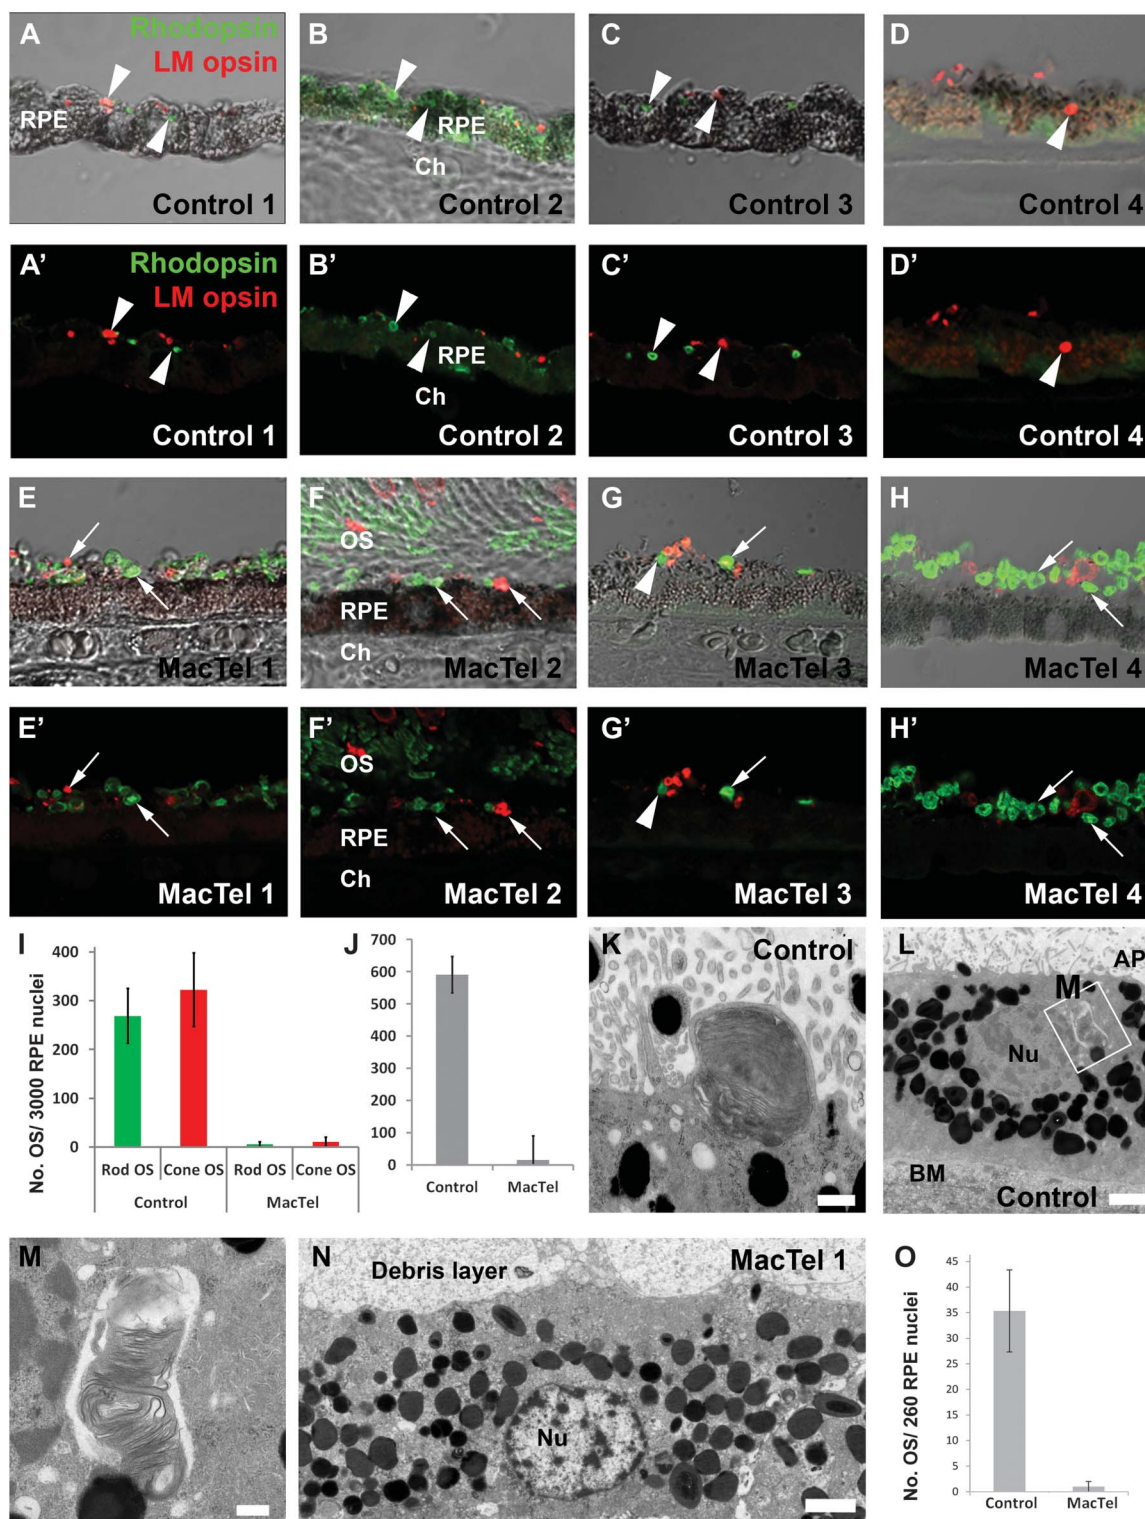 A
Rhodopsin
LM opsin
RPE
Control 1
B
RPE
Ch
Control 2
C
Control 3
D
Control 4
A'
Rhodopsin
LM opsin
Control 1
B'
RPE
Ch
Control 2
C'
Control 3
D'
Control 4
E
MacTel 1
F
OS
RPE
Ch
MacTel 2
G
MacTel 3
H
MacTel 4
E'
MacTel 1
F'
OS
RPE
Ch
MacTel 2
G'
MacTel 3
H'
MacTel 4
I
No. OS/ 3000 RPE nuclei
400
300
200
100
0
Rod OS Cone OS Rod OS Cone OS
Control MacTel
J
700
600
500
400
300
200
100
0
Control MacTel
K
Control
L
AP
M
Nu
BM
Control
M
N
Debris layer
MacTel 1
Nu
O
No. OS/ 260 RPE nuclei
45
40
35
30
25
20
15
10
5
0
Control MacTel